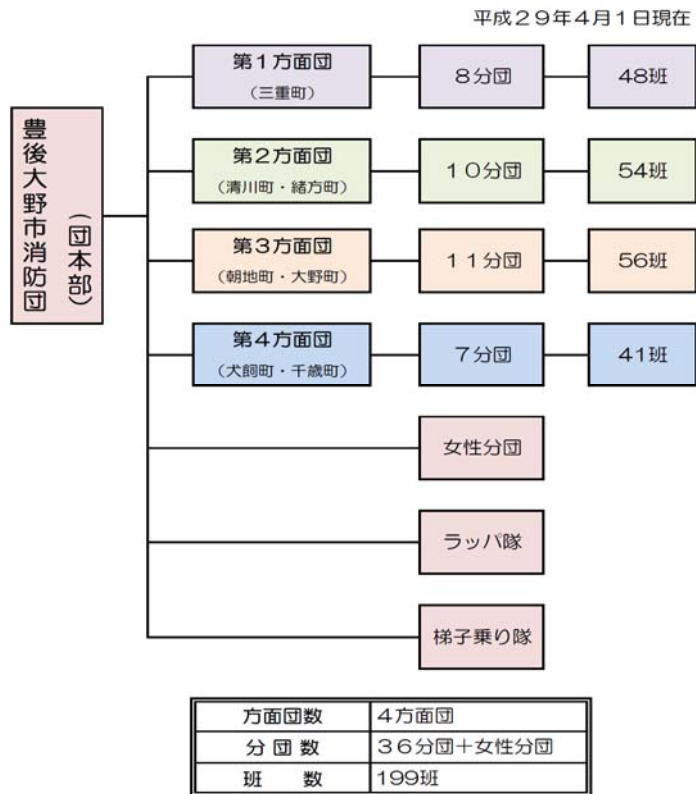 平成29年4月1日現在
豊後大野市消防団
(団本部)
第1方面団
(三重町)
8分団
48班
第2方面団
(清川町・緒方町)
10分団
54班
第3方面団
(朝地町・大野町)
11分団
56班
第4方面団
(犬飼町・千歳町)
7分団
41班
女性分団
ラッパ隊
梯子乗り隊
方面団数 4方面団
分団数 36分団+女性分団
班数 199班